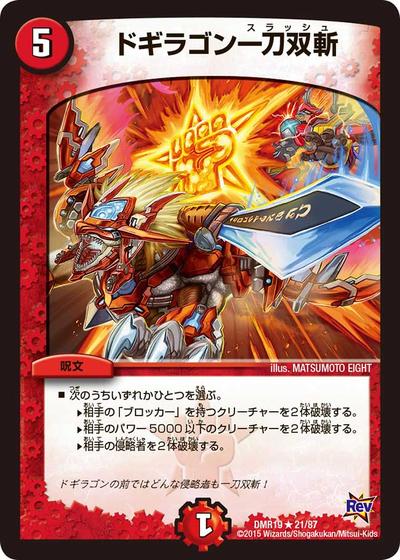 5
スラッシュ
ドギラゴン一刀双斬
illus. MATSUMOTO EIGHT
呪文
■ 次のうちいずれかひとつを選ぶ。
▶相手の「ブロッカー」を持つクリーチャーを2体破壊する。
▶相手のパワー5000以下のクリーチャーを2体破壊する。
▶相手の侵略者を2体破壊する。
ドギラゴンの前ではどんな侵略者も一刀双斬！
1
Rev
DMR19 ★ 21/87
©2015 Wizards/Shogakukan/Mitsui-Kids